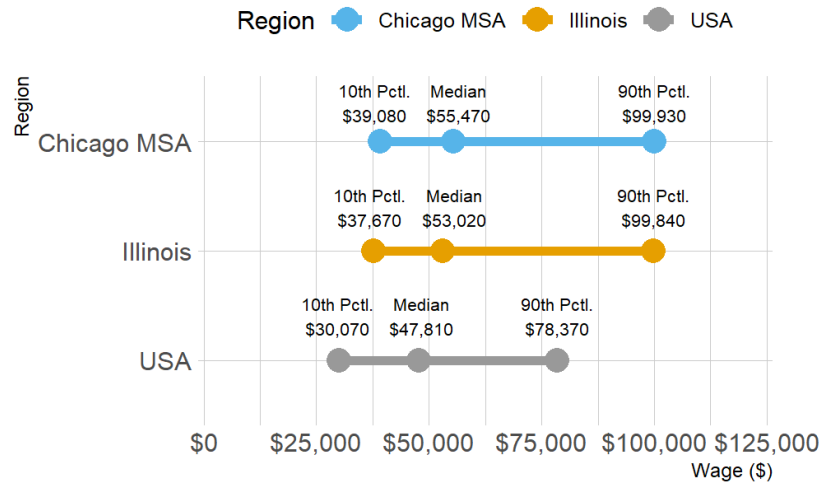 Region Chicago MSA Illinois USA
Region
10th Pctl. Median 90th Pctl.
$39,080 $55,470 $99,930
Chicago MSA
10th Pctl. Median 90th Pctl.
$37,670 $53,020 $99,840
Illinois
10th Pctl. Median 90th Pctl.
$30,070 $47,810 $78,370
USA
$0 $25,000 $50,000 $75,000 $100,000 $125,000
Wage ($)